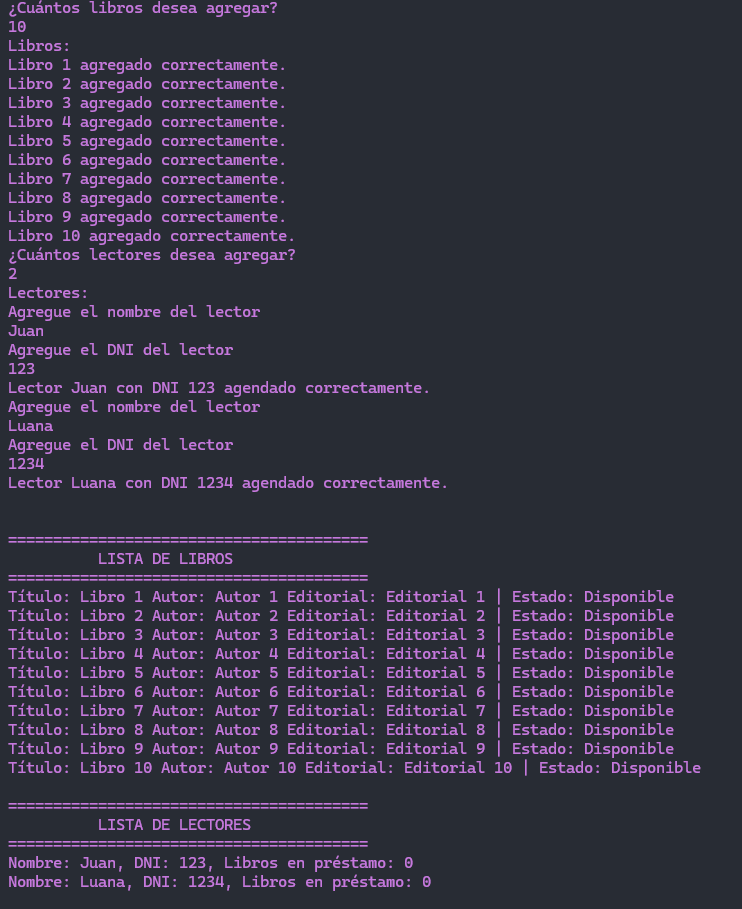 ¿Cuántos libros desea agregar?
10
Libros:
Libro 1 agregado correctamente.
Libro 2 agregado correctamente.
Libro 3 agregado correctamente.
Libro 4 agregado correctamente.
Libro 5 agregado correctamente.
Libro 6 agregado correctamente.
Libro 7 agregado correctamente.
Libro 8 agregado correctamente.
Libro 9 agregado correctamente.
Libro 10 agregado correctamente.
¿Cuántos lectores desea agregar?
2
Lectores:
Agregue el nombre del lector
Juan
Agregue el DNI del lector
123
Lector Juan con DNI 123 agendado correctamente.
Agregue el nombre del lector
Luana
Agregue el DNI del lector
1234
Lector Luana con DNI 1234 agendado correctamente.
========================================
LISTA DE LIBROS
========================================
Título: Libro 1 Autor: Autor 1 Editorial: Editorial 1 | Estado: Disponible
Título: Libro 2 Autor: Autor 2 Editorial: Editorial 2 | Estado: Disponible
Título: Libro 3 Autor: Autor 3 Editorial: Editorial 3 | Estado: Disponible
Título: Libro 4 Autor: Autor 4 Editorial: Editorial 4 | Estado: Disponible
Título: Libro 5 Autor: Autor 5 Editorial: Editorial 5 | Estado: Disponible
Título: Libro 6 Autor: Autor 6 Editorial: Editorial 6 | Estado: Disponible
Título: Libro 7 Autor: Autor 7 Editorial: Editorial 7 | Estado: Disponible
Título: Libro 8 Autor: Autor 8 Editorial: Editorial 8 | Estado: Disponible
Título: Libro 9 Autor: Autor 9 Editorial: Editorial 9 | Estado: Disponible
Título: Libro 10 Autor: Autor 10 Editorial: Editorial 10 | Estado: Disponible
========================================
LISTA DE LECTORES
========================================
Nombre: Juan, DNI: 123, Libros en préstamo: 0
Nombre: Luana, DNI: 1234, Libros en préstamo: 0